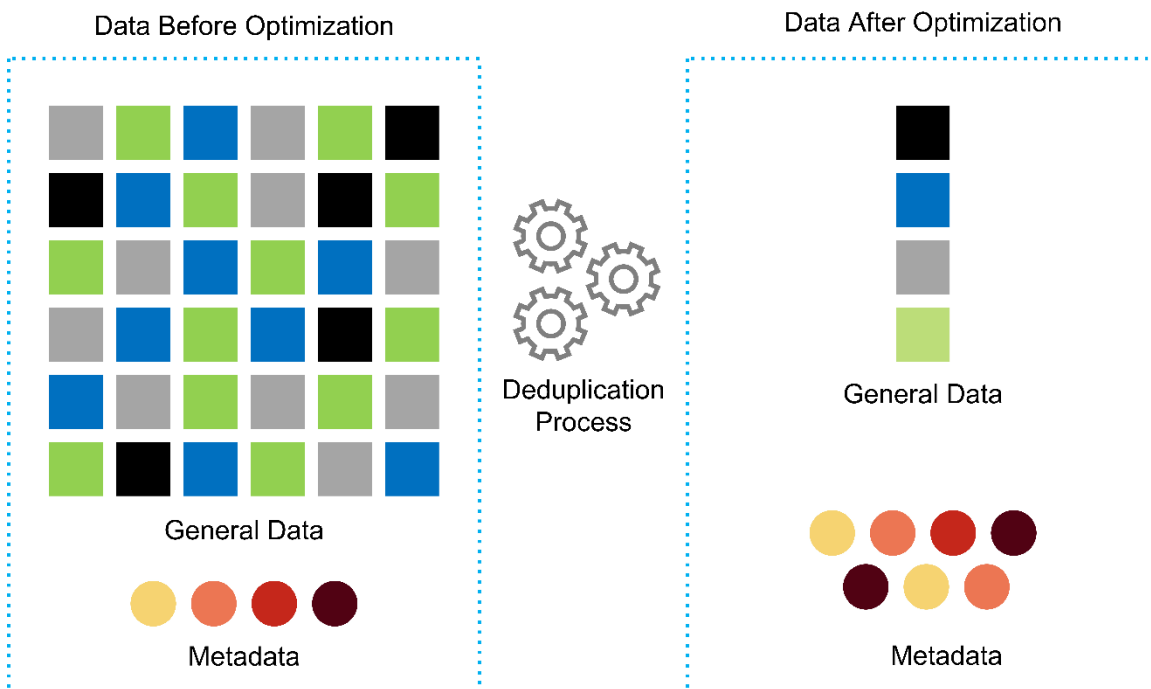 Data Before Optimization
Data After Optimization
Deduplication
Process
General Data
General Data
Metadata
Metadata